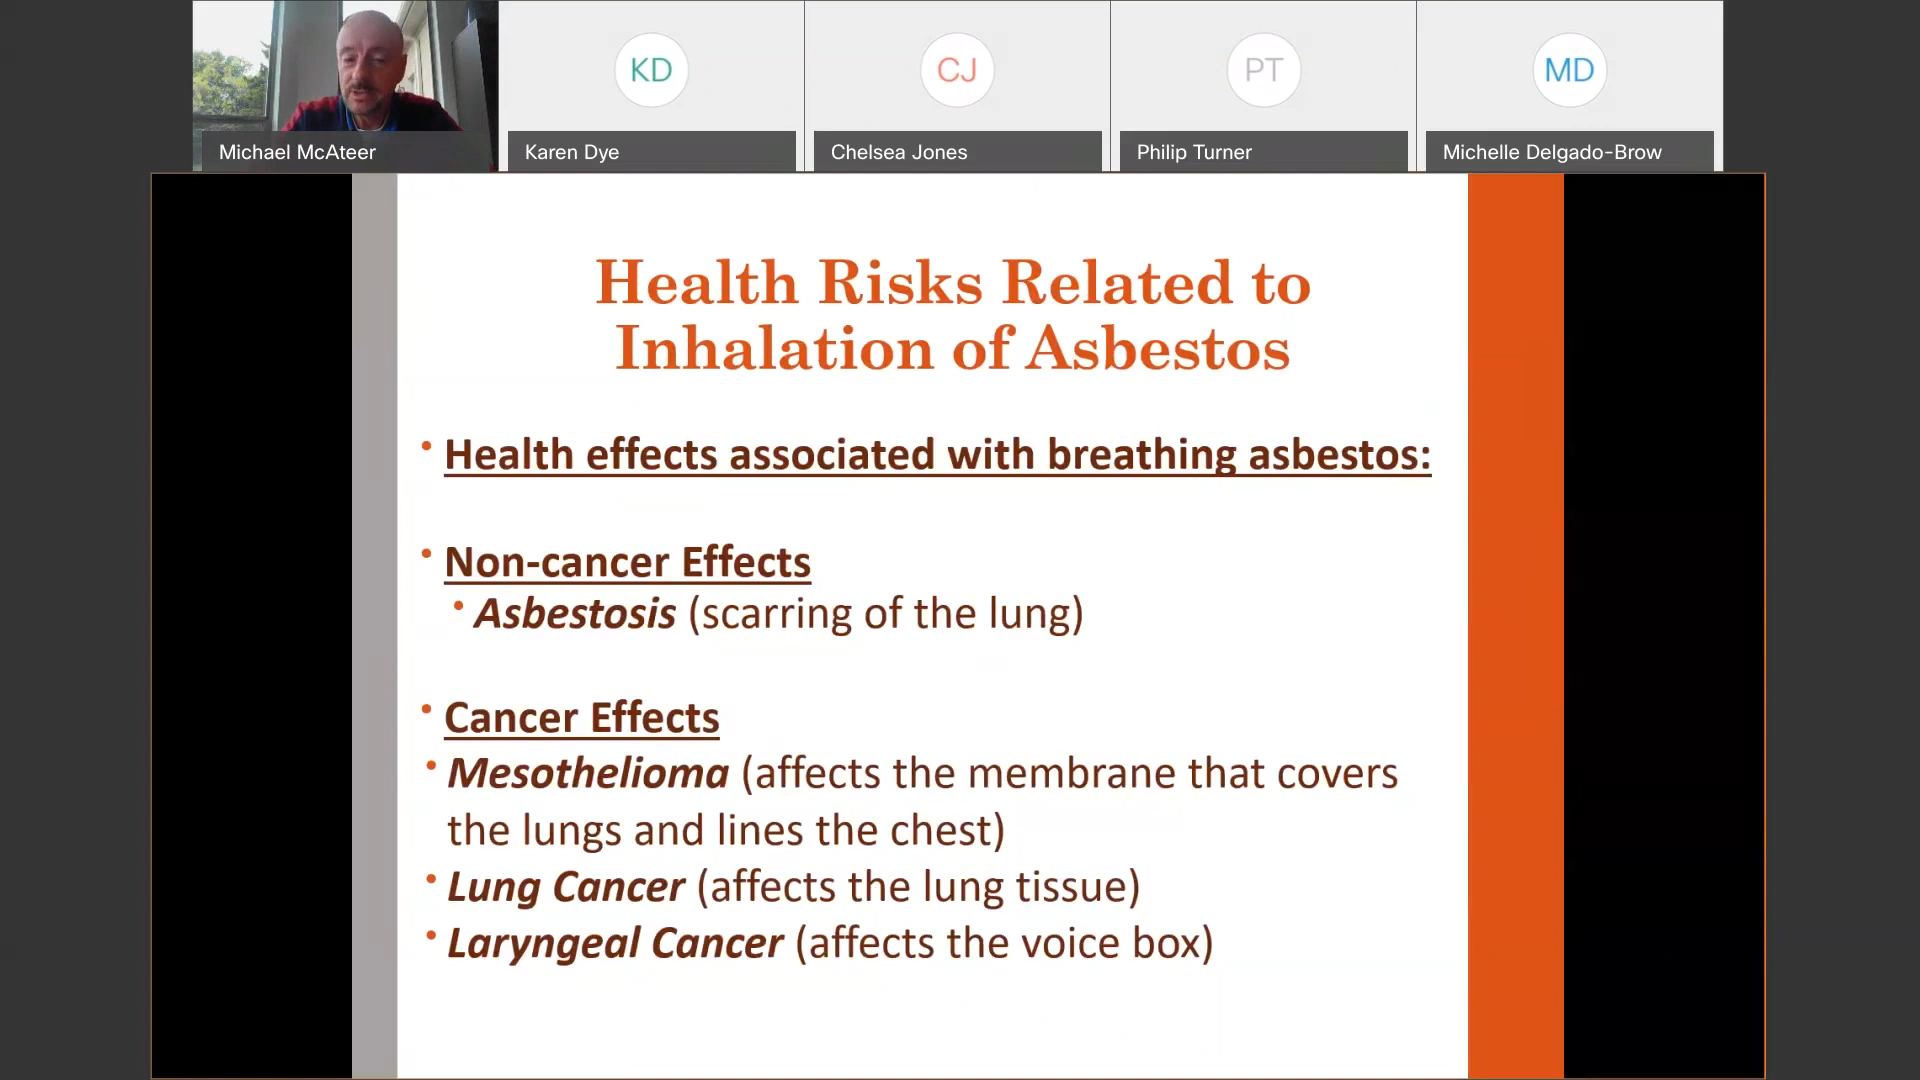 KD
CJ
PT
MD
Michael McAteer
Karen Dye
Chelsea Jones
Philip Turner
Michelle Delgado-Brow
Health Risks Related to
Inhalation of Asbestos
• Health effects associated with breathing asbestos:
• Non-cancer Effects
• Asbestosis (scarring of the lung)
• Cancer Effects
• Mesothelioma (affects the membrane that covers
the lungs and lines the chest)
• Lung Cancer (affects the lung tissue)
• Laryngeal Cancer (affects the voice box)